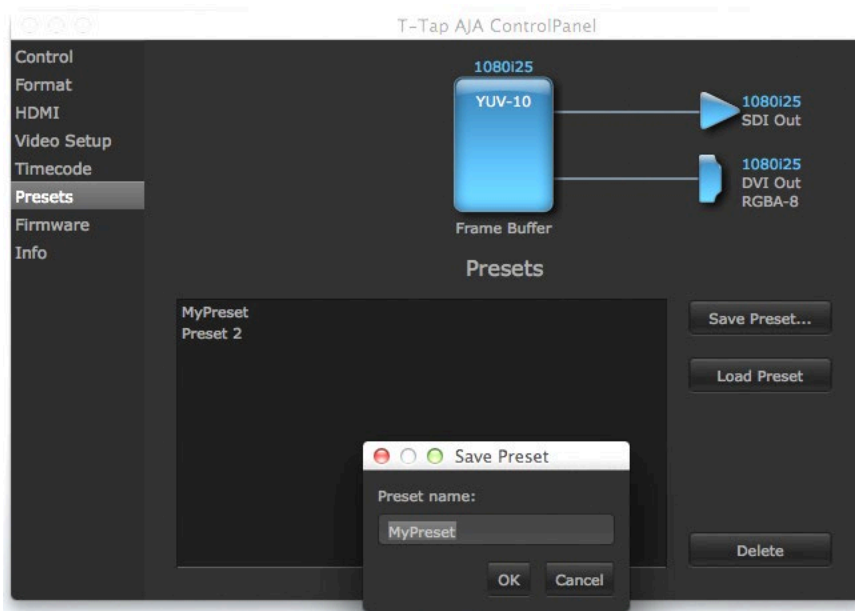 T-Tap AJA ControlPanel
Control
Format
HDMI
Video Setup
Timecode
Presets
Firmware
Info
1080i25
YUV-10
Frame Buffer
1080i25
SDI Out
1080i25
DVI Out
RGBA-8
Presets
MyPreset
Preset 2
Save Preset...
Load Preset
Delete
Save Preset
Preset name:
MyPreset
OK
Cancel